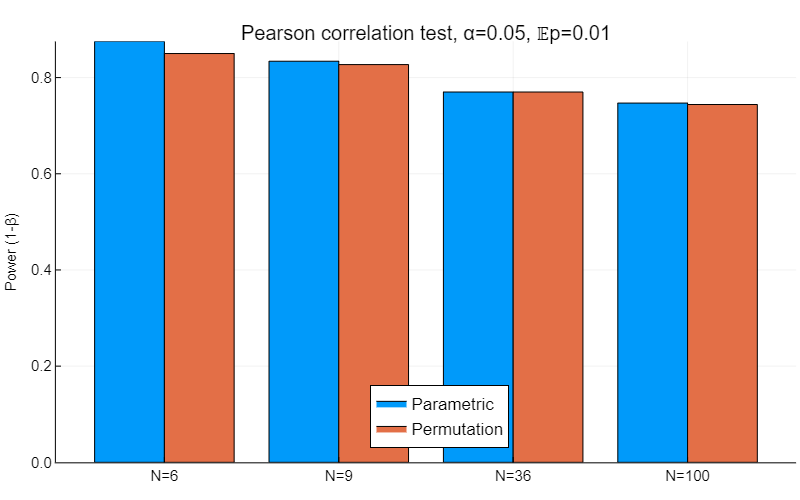 Pearson correlation test, α=0.05, 𝔼p=0.01
Power (1-β)
0.8
0.6
0.4
0.2
0.0
Parametric
Permutation
N=6 N=9 N=36 N=100